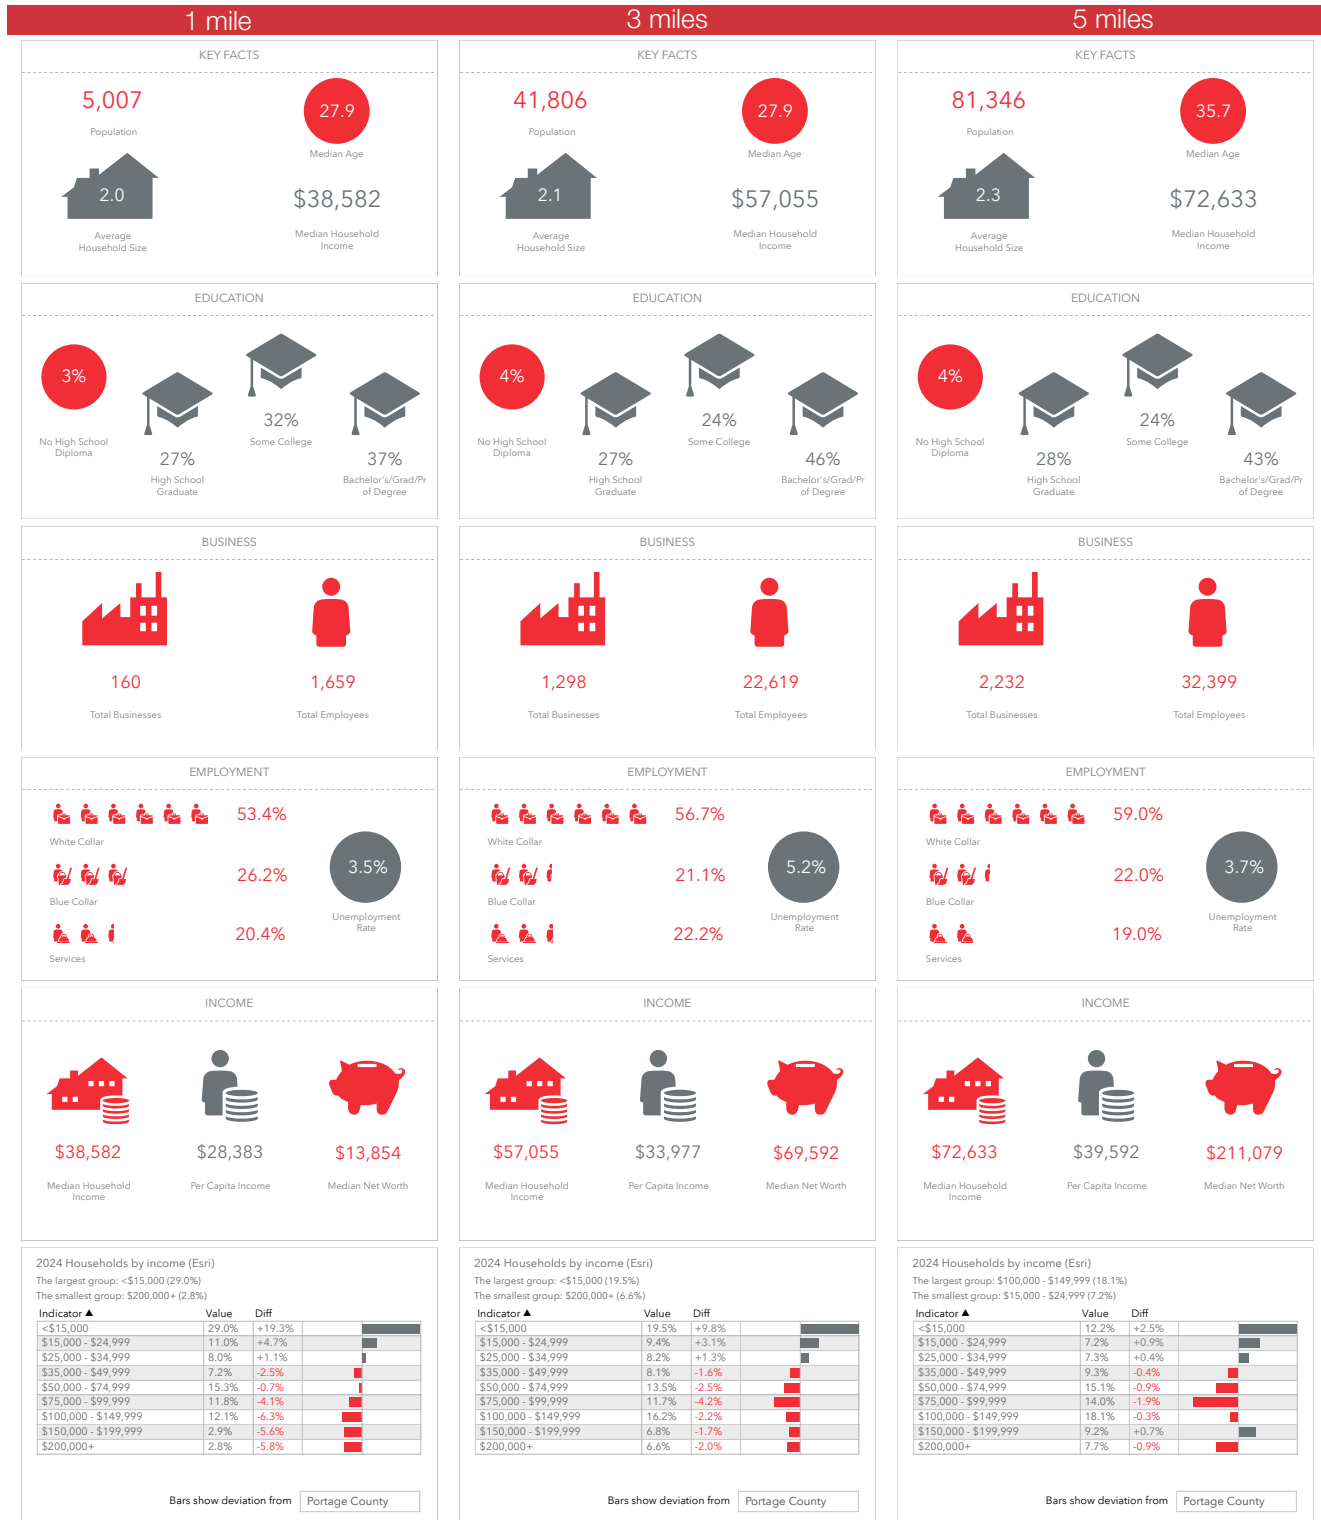 1 mile
3 miles
5 miles
KEY FACTS
5,007
Population
27.9
Median Age
2.0
Average
Household Size
$38,582
Median Household
Income
KEY FACTS
41,806
Population
27.9
Median Age
2.1
Average
Household Size
$57,055
Median Household
Income
KEY FACTS
81,346
Population
35.7
Median Age
2.3
Average
Household Size
$72,633
Median Household
Income
EDUCATION
3%
No High School
Diploma
27%
High School
Graduate
32%
Some College
37%
Bachelor's/Grad/Pr
of Degree
EDUCATION
4%
No High School
Diploma
27%
High School
Graduate
24%
Some College
46%
Bachelor's/Grad/Pr
of Degree
EDUCATION
4%
No High School
Diploma
28%
High School
Graduate
24%
Some College
43%
Bachelor's/Grad/Pr
of Degree
BUSINESS
160
Total Businesses
1,659
Total Employees
BUSINESS
1,298
Total Businesses
22,619
Total Employees
BUSINESS
2,232
Total Businesses
32,399
Total Employees
EMPLOYMENT
53.4%
White Collar
26.2%
Blue Collar
20.4%
Services
3.5%
Unemployment
Rate
EMPLOYMENT
56.7%
White Collar
21.1%
Blue Collar
22.2%
Services
5.2%
Unemployment
Rate
EMPLOYMENT
59.0%
White Collar
22.0%
Blue Collar
19.0%
Services
3.7%
Unemployment
Rate
INCOME
$38,582
Median Household
Income
$28,383
Per Capita Income
$13,854
Median Net Worth
INCOME
$57,055
Median Household
Income
$33,977
Per Capita Income
$69,592
Median Net Worth
INCOME
$72,633
Median Household
Income
$39,592
Per Capita Income
$211,079
Median Net Worth
2024 Households by income (Esri)
The largest group: <$15,000 (29.0%)
The smallest group: $200,000+ (2.8%)
Indicator ▲ Value Diff
<$15,000 29.0% +19.3%
$15,000 - $24,999 11.0% +4.7%
$25,000 - $34,999 8.0% +1.1%
$35,000 - $49,999 7.2% -2.5%
$50,000 - $74,999 15.3% -0.7%
$75,000 - $99,999 11.8% -4.1%
$100,000 - $149,999 12.1% -6.3%
$150,000 - $199,999 2.9% -5.6%
$200,000+ 2.8% -5.8%
Bars show deviation from Portage County
2024 Households by income (Esri)
The largest group: <$15,000 (19.5%)
The smallest group: $200,000+ (6.6%)
Indicator ▲ Value Diff
<$15,000 19.5% +9.8%
$15,000 - $24,999 9.4% +3.1%
$25,000 - $34,999 8.2% +1.3%
$35,000 - $49,999 8.1% -1.6%
$50,000 - $74,999 13.5% -2.5%
$75,000 - $99,999 11.7% -4.2%
$100,000 - $149,999 16.2% -2.2%
$150,000 - $199,999 6.8% -1.7%
$200,000+ 6.6% -2.0%
Bars show deviation from Portage County
2024 Households by income (Esri)
The largest group: $100,000 - $149,999 (18.1%)
The smallest group: $15,000 - $24,999 (7.2%)
Indicator ▲ Value Diff
<$15,000 12.2% +2.5%
$15,000 - $24,999 7.2% +0.9%
$25,000 - $34,999 7.3% +0.4%
$35,000 - $49,999 9.3% -0.4%
$50,000 - $74,999 15.1% -0.9%
$75,000 - $99,999 14.0% -1.9%
$100,000 - $149,999 18.1% -0.3%
$150,000 - $199,999 9.2% +0.7%
$200,000+ 7.7% -0.9%
Bars show deviation from Portage County